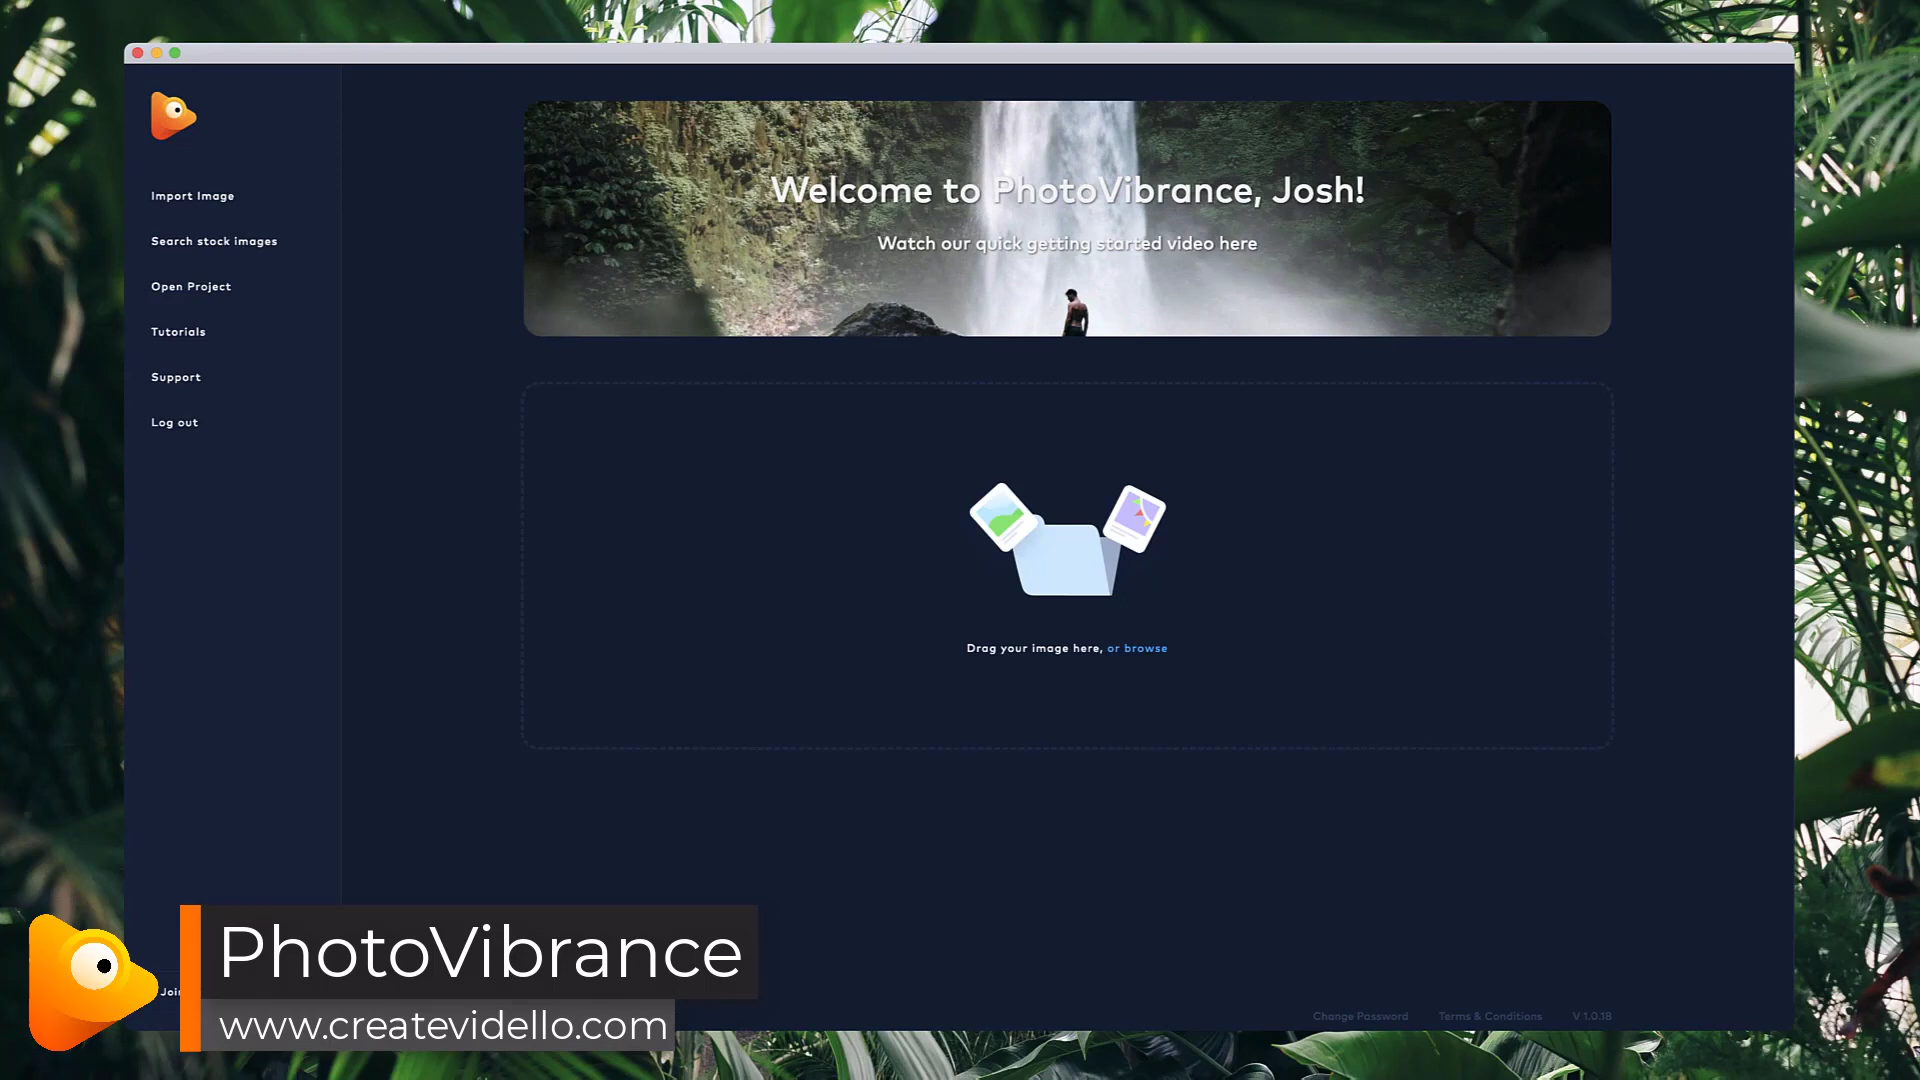 Import Image
Search stock images
Open Project
Tutorials
Support
Log out
Welcome to PhotoVibrance, Josh!
Watch our quick getting started video here
Drag your image here, or browse
PhotoVibrance
www.createvidello.com
Change Password
Terms & Conditions
V 1.0.18